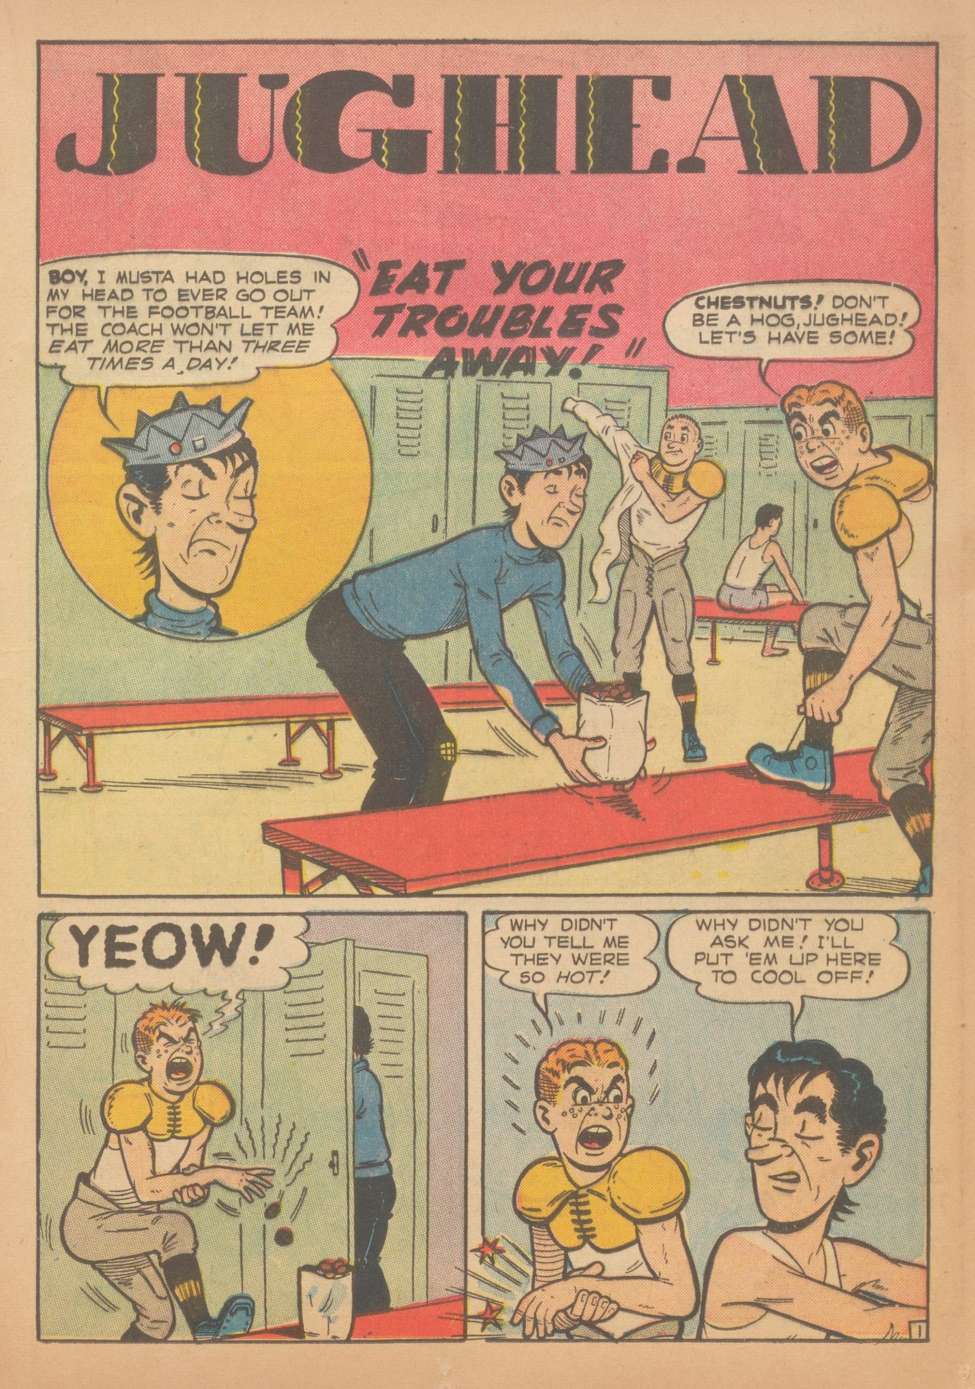 JUGHEAD
BOY, I MUSTA HAD HOLES IN
MY HEAD TO EVER GO OUT
FOR THE FOOTBALL TEAM!
THE COACH WON'T LET ME
EAT MORE THAN THREE
TIMES A DAY!
"EAT YOUR
TROUBLES
AWAY!"
CHESTNUTS! DON'T
BE A HOG, JUGHEAD!
LET'S HAVE SOME!
YEOW!
WHY DIDN'T
YOU TELL ME
THEY WERE
SO HOT!
WHY DIDN'T YOU
ASK ME! I'LL
PUT 'EM UP HERE
TO COOL OFF!
1